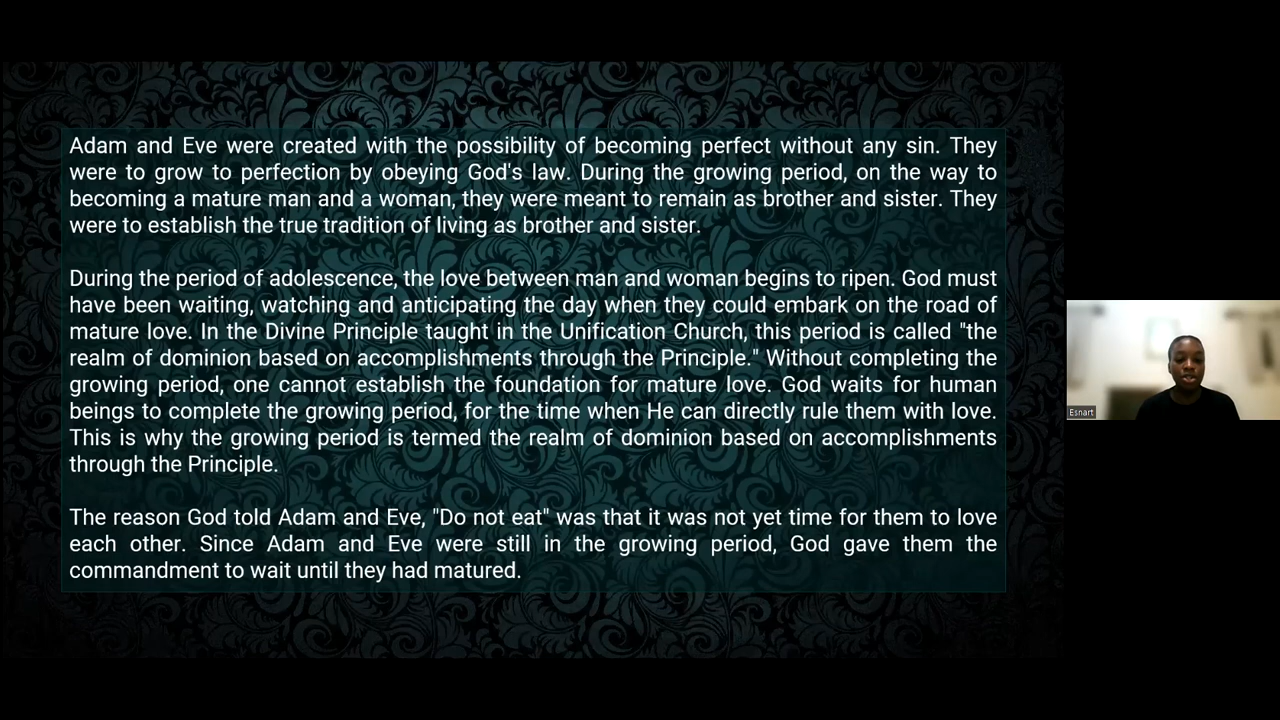 Adam and Eve were created with the possibility of becoming perfect without any sin. They
were to grow to perfection by obeying God's law. During the growing period, on the way to
becoming a mature man and a woman, they were meant to remain as brother and sister. They
were to establish the true tradition of living as brother and sister.
During the period of adolescence, the love between man and woman begins to ripen. God must
have been waiting, watching and anticipating the day when they could embark on the road of
mature love. In the Divine Principle taught in the Unification Church, this period is called "the
realm of dominion based on accomplishments through the Principle." Without completing the
growing period, one cannot establish the foundation for mature love. God waits for human
beings to complete the growing period, for the time when He can directly rule them with love.
This is why the growing period is termed the realm of dominion based on accomplishments
through the Principle.
The reason God told Adam and Eve, "Do not eat" was that it was not yet time for them to love
each other. Since Adam and Eve were still in the growing period, God gave them the
commandment to wait until they had matured.
Esnart